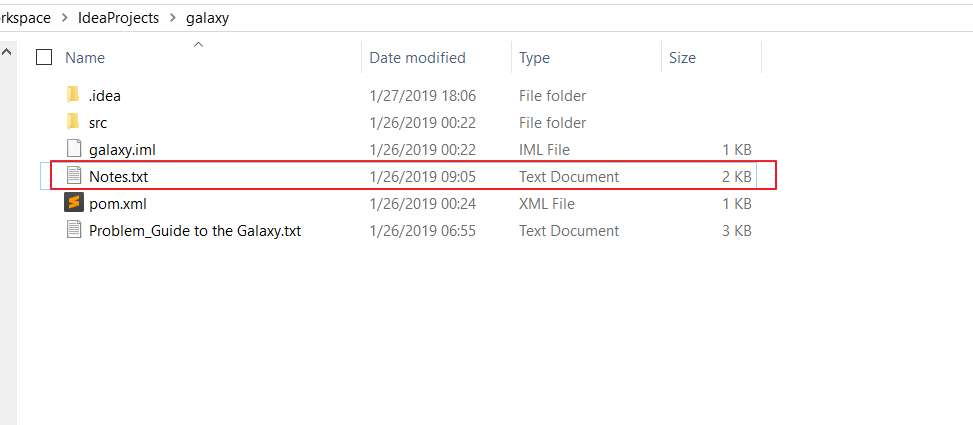 rkspace > IdeaProjects > galaxy
Name Date modified Type Size
.idea 1/27/2019 18:06 File folder
src 1/26/2019 00:22 File folder
galaxy.iml 1/26/2019 00:22 IML File 1 KB
Notes.txt 1/26/2019 09:05 Text Document 2 KB
pom.xml 1/26/2019 00:24 XML File 1 KB
Problem_Guide to the Galaxy.txt 1/26/2019 06:55 Text Document 3 KB